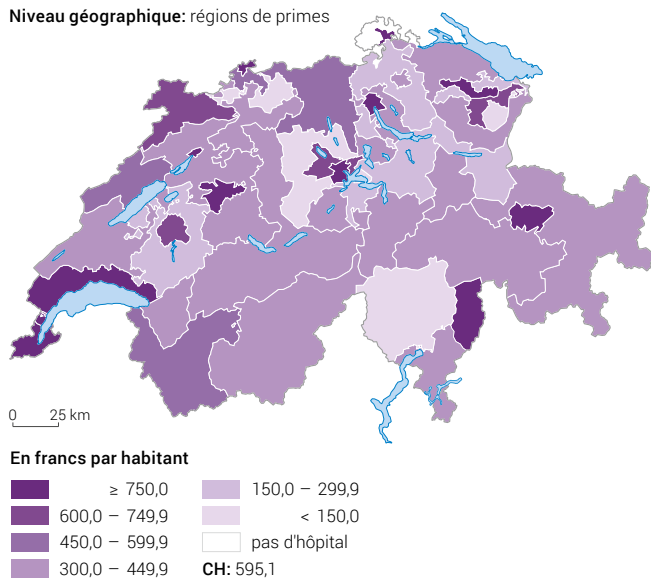 Niveau géographique: régions de primes
0 25 km
En francs par habitant
≥ 750,0
600,0 – 749,9
450,0 – 599,9
300,0 – 449,9
150,0 – 299,9
< 150,0
pas d'hôpital
CH: 595,1